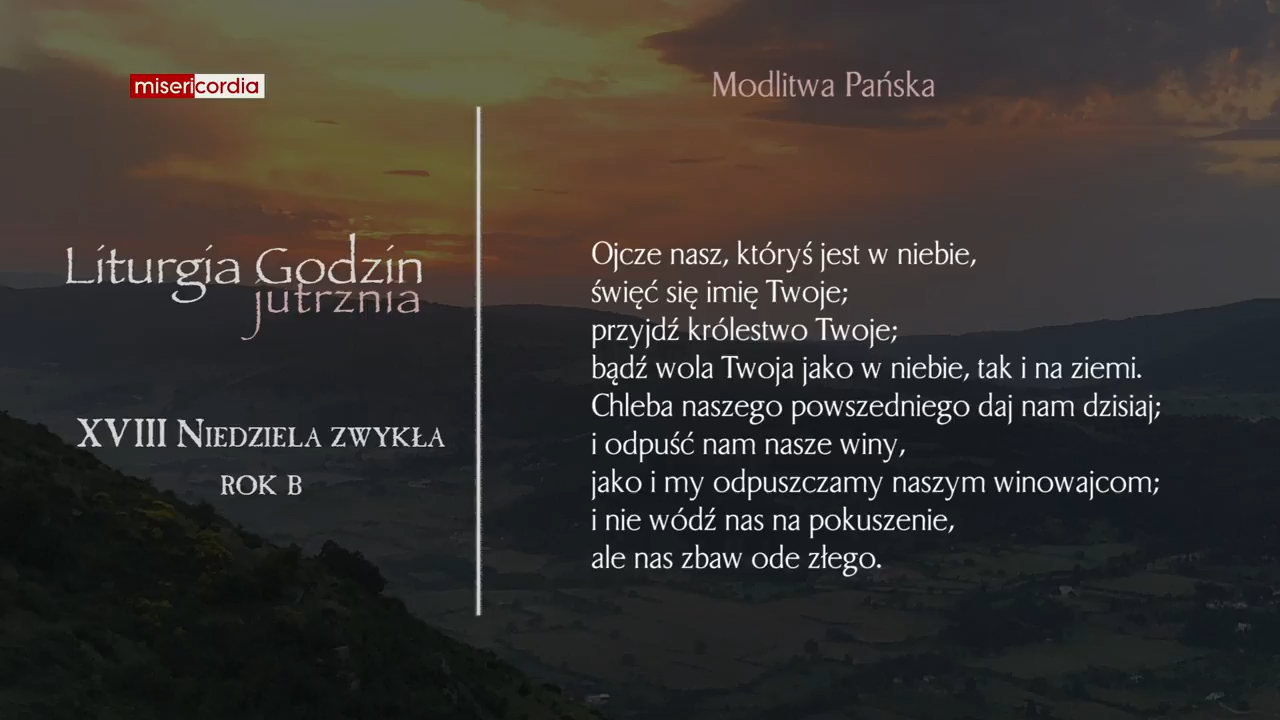 misericordia
Liturgia Godzin
jutrznia
XVIII Niedziela zwykła
rok B
Modlitwa Pańska
Ojcze nasz, któryś jest w niebie,
święć się imię Twoje;
przyjdź królestwo Twoje;
bądź wola Twoja jako w niebie, tak i na ziemi.
Chleba naszego powszedniego daj nam dzisiaj;
i odpuść nam nasze winy,
jako i my odpuszczamy naszym winowajcom;
i nie wódź nas na pokuszenie,
ale nas zbaw ode złego.